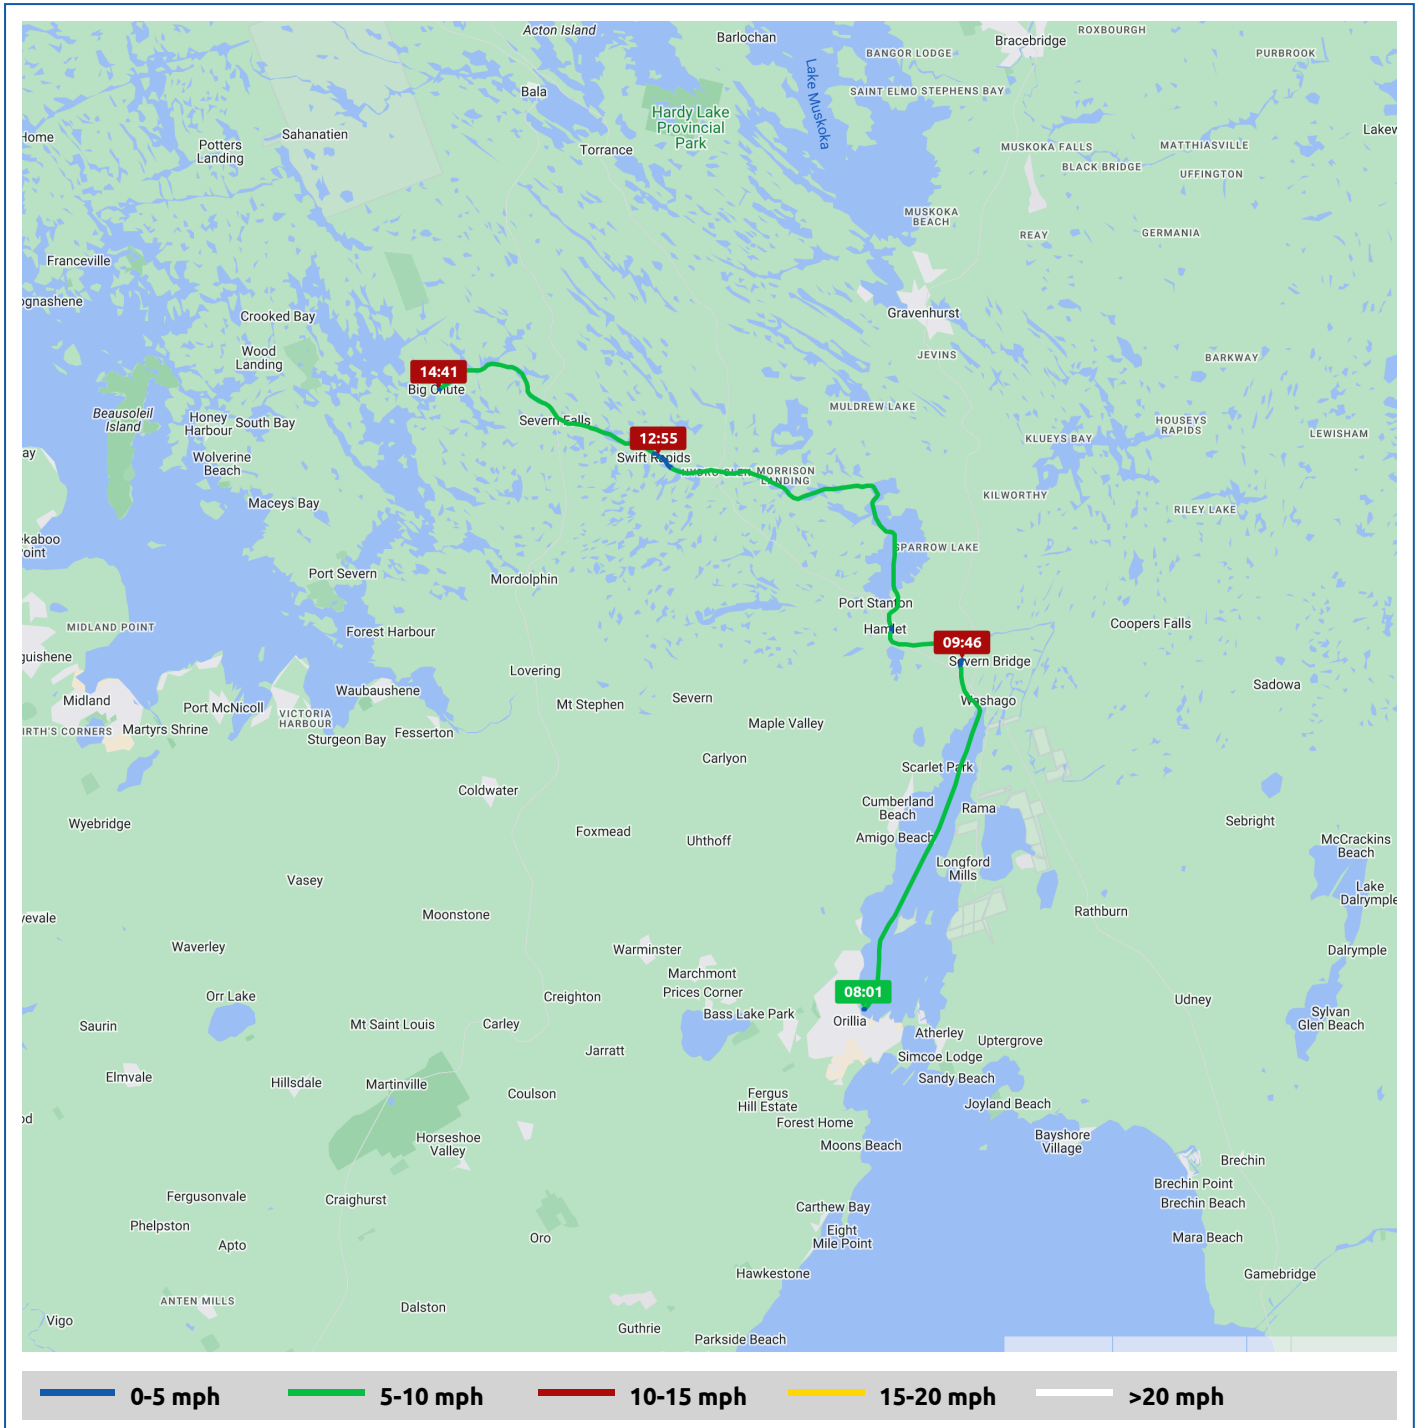 Acton Island
Barlochan
Bracebridge
ROXBOURGH
BANGOR LODGE
PURBROOK
Bala
Lake Muskoka
SAINT ELMO
STEPHENS BAY
Hardy Lake
Provincial
Park
Home
Sahanatien
Potters
Landing
Torrance
MUSKOKA FALLS
MATTHIASVILLE
BLACK BRIDGE
UFFINGTON
MUSKOKA
BEACH
REAY
GERMANIA
Franceville
ognashene
Crooked Bay
Gravenhurst
Wood
Landing
JEVINS
BARKWAY
14:41
Big Chute
Beausoleil
Island
Honey
Harbour
South Bay
Severn Falls
MULDREW LAKE
HOUSEYS
RAPIDS
KLUEYS BAY
LEWISHAM
ay
12:55
Swift Rapids
Wolverine
Beach
MORRISON
LANDING
KILWORTHY
Maceys Bay
RILEY LAKE
ekaboo
Point
SPARROW LAKE
Port Severn
Mordolphin
Port Stanton
MIDLAND POINT
Forest Harbour
Hamlet
Coopers Falls
09:46
Severn Bridge
guishene
Lovering
Sadowa
Midland
Waubaushene
Severn
Washago
Port McNicoll
Mt Stephen
VICTORIA
HARBOUR
Maple Valley
IRTH'S CORNERS
Martyrs Shrine
Sturgeon Bay
Fesserton
Carlyon
Scarlet Park
Coldwater
Cumberland
Beach
Rama
Wyebridge
Foxmead
Uhthoff
Amigo Beach
Sebright
McCrackins
Beach
Longford
Mills
Vasey
Lake
Dalrymple
yevale
Moonstone
Rathburn
Waverley
Warminster
Dalrymple
Marchmont
Orr Lake
Creighton
Prices Corner
08:01
Udney
Saurin
Mt Saint Louis
Carley
Bass Lake Park
Orillia
Sylvan
Glen Beach
Atherley
Uptergrove
Jarratt
Simcoe Lodge
Elmvale
Hillsdale
Martinville
Sandy Beach
Coulson
Fergus
Hill Estate
Joyland Beach
od
Forest Home
Horseshoe
Valley
Moons Beach
Bayshore
Village
Brechin
Fergusonvale
Craighurst
Brechin Point
Carthew Bay
Brechin Beach
Phelpston
Eight
Mile Point
Apto
Oro
Mara Beach
Hawkestone
Gamebridge
ANTEN MILLS
Dalston
Vigo
Guthrie
Parkside Beach
0-5 mph
5-10 mph
10-15 mph
15-20 mph
>20 mph